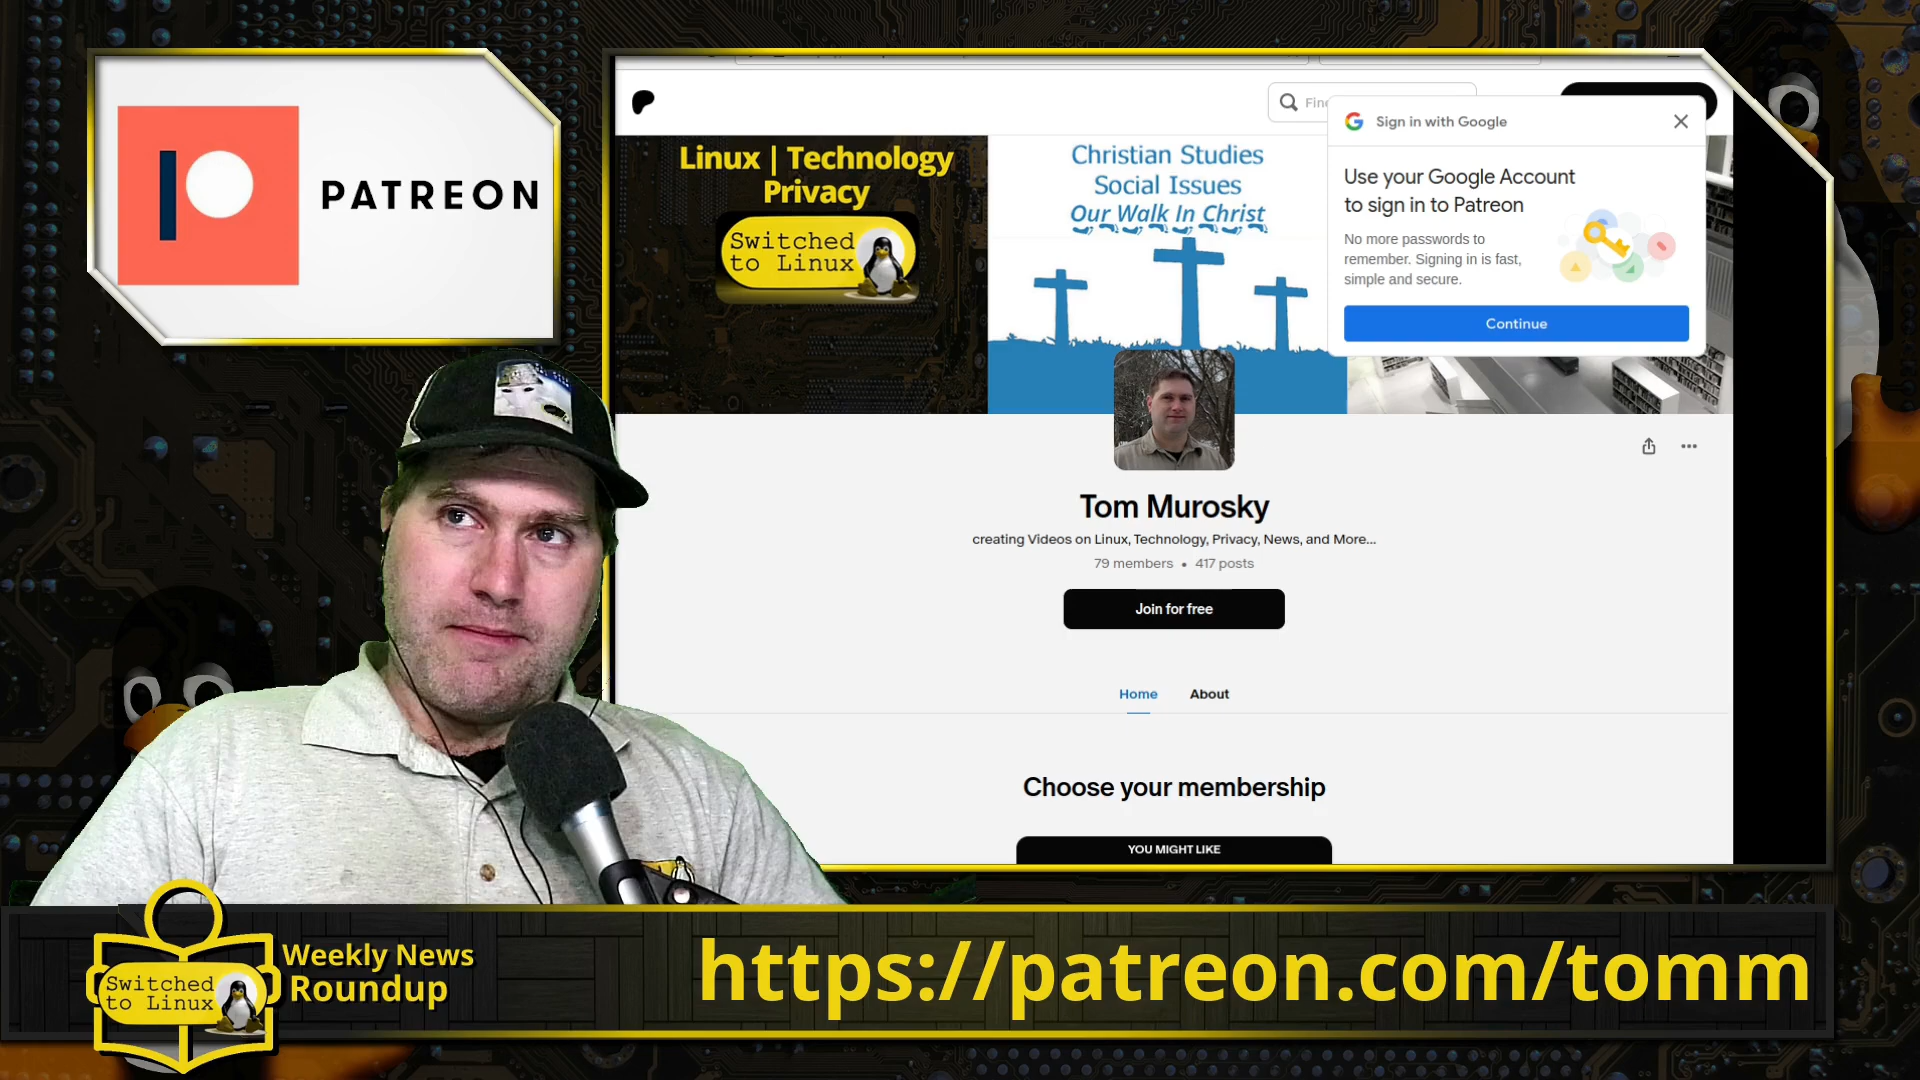 PATREON
Find
Sign in with Google
Use your Google Account
to sign in to Patreon
No more passwords to
remember. Signing in is fast,
simple and secure.
Continue
Linux | Technology
Privacy
Switched
to Linux
Christian Studies
Social Issues
Our Walk In Christ
Tom Murosky
creating Videos on Linux, Technology, Privacy, News, and More...
79 members • 417 posts
Join for free
Home
About
Choose your membership
YOU MIGHT LIKE
Switched
to Linux
Weekly News
Roundup
https://patreon.com/tomm